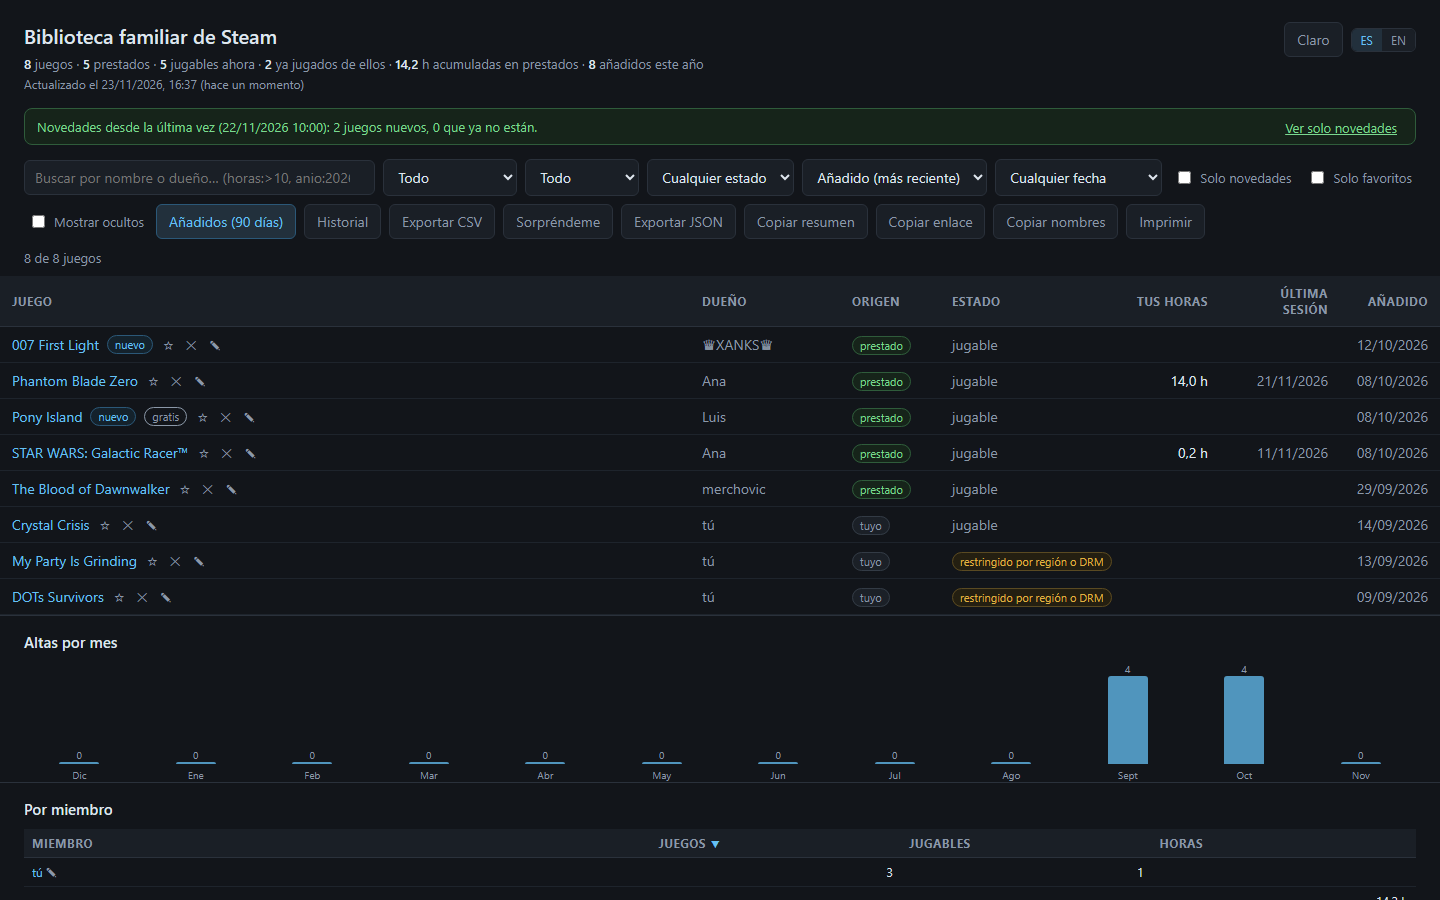 Biblioteca familiar de Steam
Claro
ES EN
8 juegos · 5 prestados · 5 jugables ahora · 2 ya jugados de ellos · 14,2 h acumuladas en prestados · 8 añadidos este año
Actualizado el 23/11/2026, 16:37 (hace un momento)
Novedades desde la última vez (22/11/2026 10:00): 2 juegos nuevos, 0 que ya no están. Ver solo novedades
Buscar por nombre o dueño... (horas:>10, anio:202 Todo Todo Cualquier estado Añadido (más reciente) Cualquier fecha Solo novedades Solo favoritos
Mostrar ocultos Añadidos (90 días) Historial Exportar CSV Sorpréndeme Exportar JSON Copiar resumen Copiar enlace Copiar nombres Imprimir
8 de 8 juegos
JUEGO DUEÑO ORIGEN ESTADO TUS HORAS ÚLTIMA SESIÓN AÑADIDO
007 First Light nuevo ☆ ✕ ✎ ♛XANKS♛ prestado jugable 12/10/2026
Phantom Blade Zero ☆ ✕ ✎ Ana prestado jugable 14,0 h 21/11/2026 08/10/2026
Pony Island nuevo gratis ☆ ✕ ✎ Luis prestado jugable 08/10/2026
STAR WARS: Galactic Racer™ ☆ ✕ ✎ Ana prestado jugable 0,2 h 11/11/2026 08/10/2026
The Blood of Dawnwalker ☆ ✕ ✎ merchovic prestado jugable 29/09/2026
Crystal Crisis ☆ ✕ ✎ tú tuyo jugable 14/09/2026
My Party Is Grinding ☆ ✕ ✎ tú tuyo restringido por región o DRM 13/09/2026
DOTs Survivors ☆ ✕ ✎ tú tuyo restringido por región o DRM 09/09/2026
Altas por mes
0 0 0 0 0 0 0 0 0 4 4 0
Dic Ene Feb Mar Abr May Jun Jul Ago Sept Oct Nov
Por miembro
MIEMBRO JUEGOS ▼ JUGABLES HORAS
tú ✎ 3 1